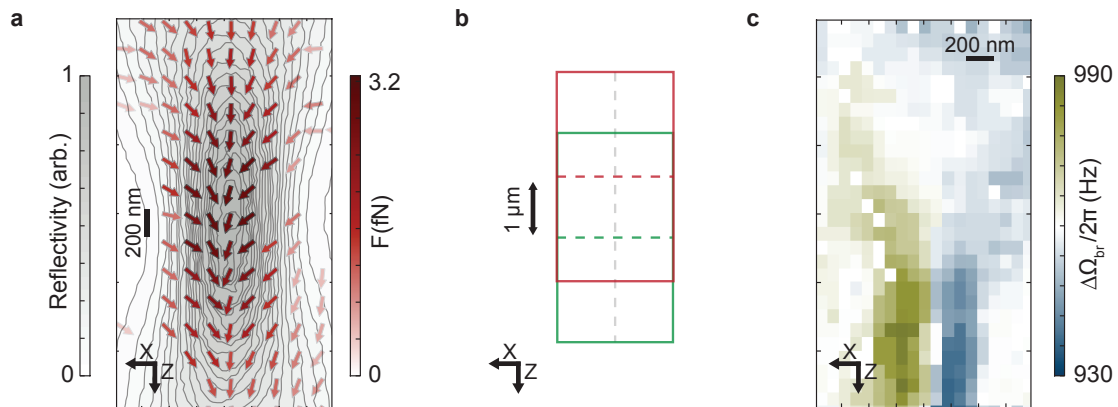 a
Reflectivity (arb.)
1
0
200 nm
X
Z
3.2
F(fN)
0
b
1 µm
X
Z
c
200 nm
X
Z
990
ΔΩbr/2π (Hz)
930